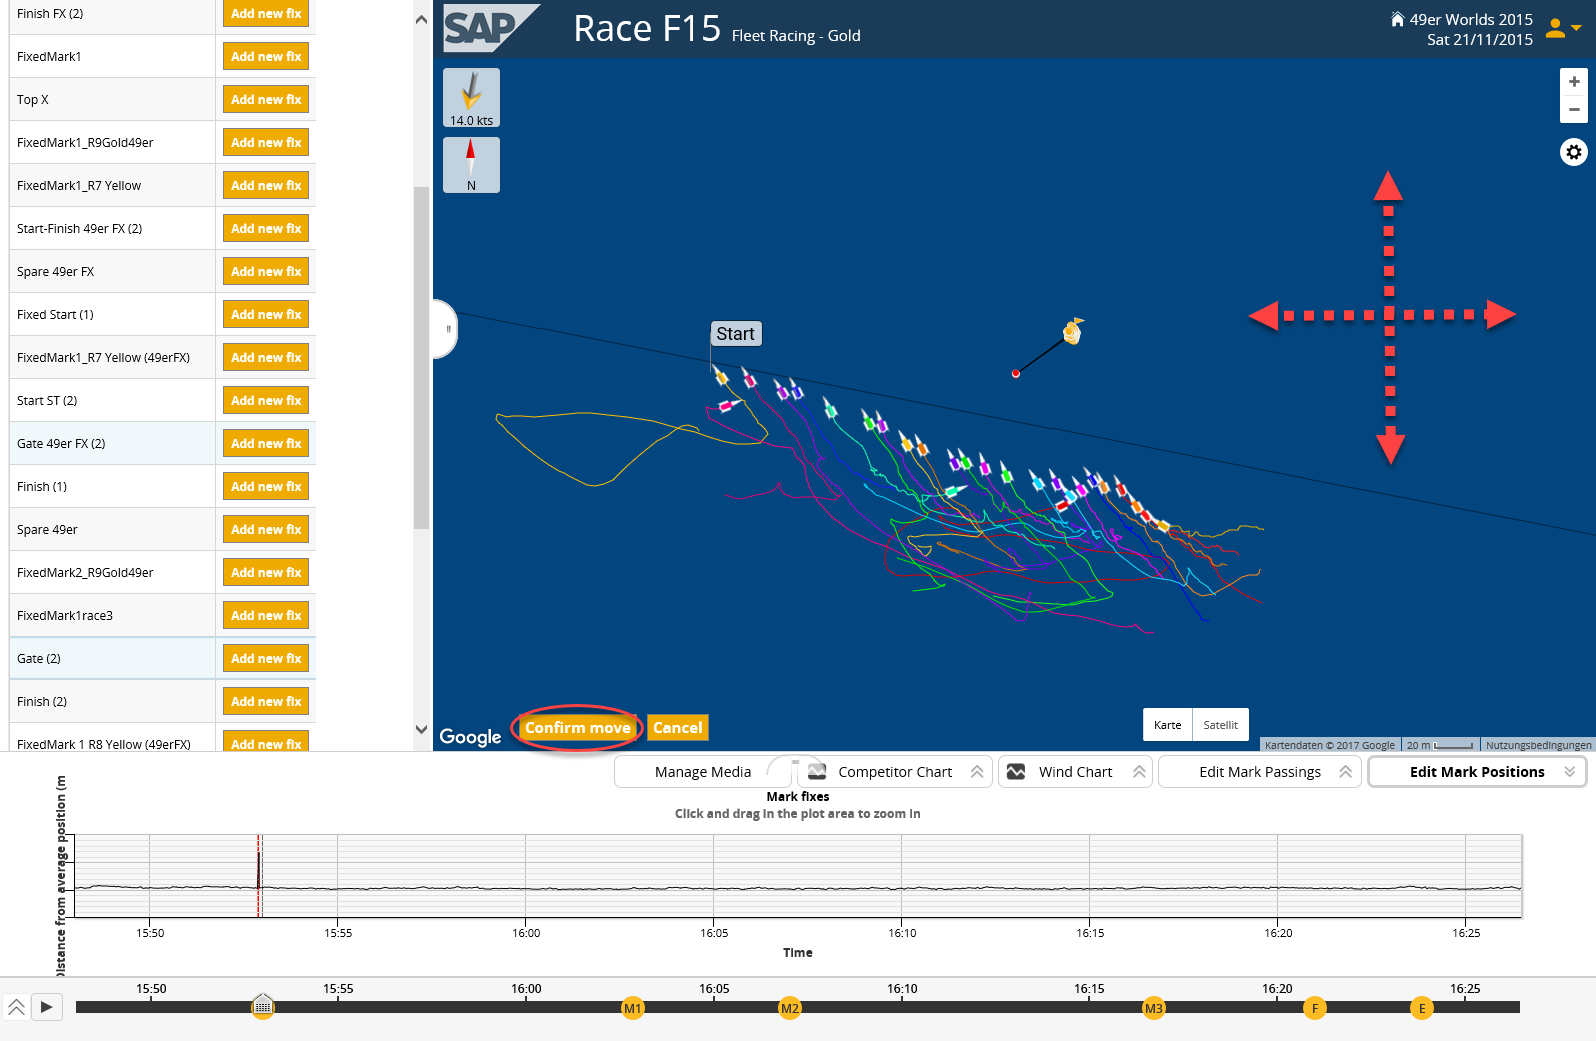 Finish FX (2)
Add new fix
FixedMark1
Add new fix
Top X
Add new fix
FixedMark1_R9Gold49er
Add new fix
FixedMark1_R7 Yellow
Add new fix
Start-Finish 49er FX (2)
Add new fix
Spare 49er FX
Add new fix
Fixed Start (1)
Add new fix
FixedMark1_R7 Yellow (49erFX)
Add new fix
Start ST (2)
Add new fix
Gate 49er FX (2)
Add new fix
Finish (1)
Add new fix
Spare 49er
Add new fix
FixedMark2_R9Gold49er
Add new fix
FixedMark1race3
Add new fix
Gate (2)
Add new fix
Finish (2)
Add new fix
FixedMark 1 R8 Yellow (49erFX)
Add new fix
SAP
Race F15 Fleet Racing - Gold
49er Worlds 2015
Sat 21/11/2015
14.0 kts
N
+
−
Start
Google
Confirm move
Cancel
Karte
Satellit
Kartendaten © 2017 Google
20 m
Nutzungsbedingungen
Manage Media
Competitor Chart
Wind Chart
Edit Mark Passings
Edit Mark Positions
Mark fixes
Click and drag in the plot area to zoom in
Distance from average position (m
15:50 15:55 16:00 16:05 16:10 16:15 16:20 16:25
Time
15:50 15:55 16:00 16:05 16:10 16:15 16:20 16:25
M1 M2 M3 F E